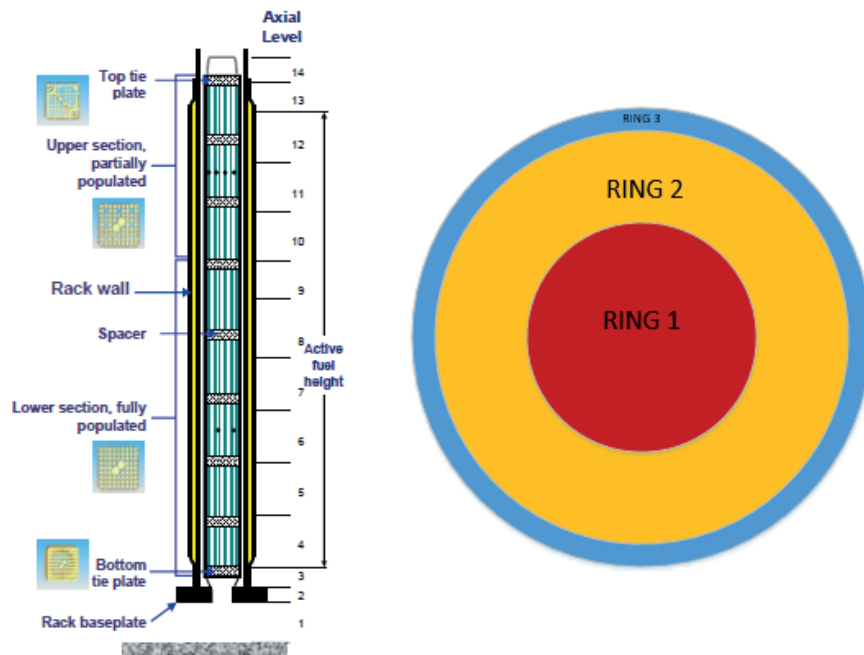 Axial
Level
Top tie
plate
Upper section,
partially
populated
Rack wall
Spacer
Lower section, fully
populated
Bottom
tie plate
Rack baseplate
14
13
12
11
10
9
8
7
6
5
4
3
2
1
Active
fuel
height
RING 3
RING 2
RING 1